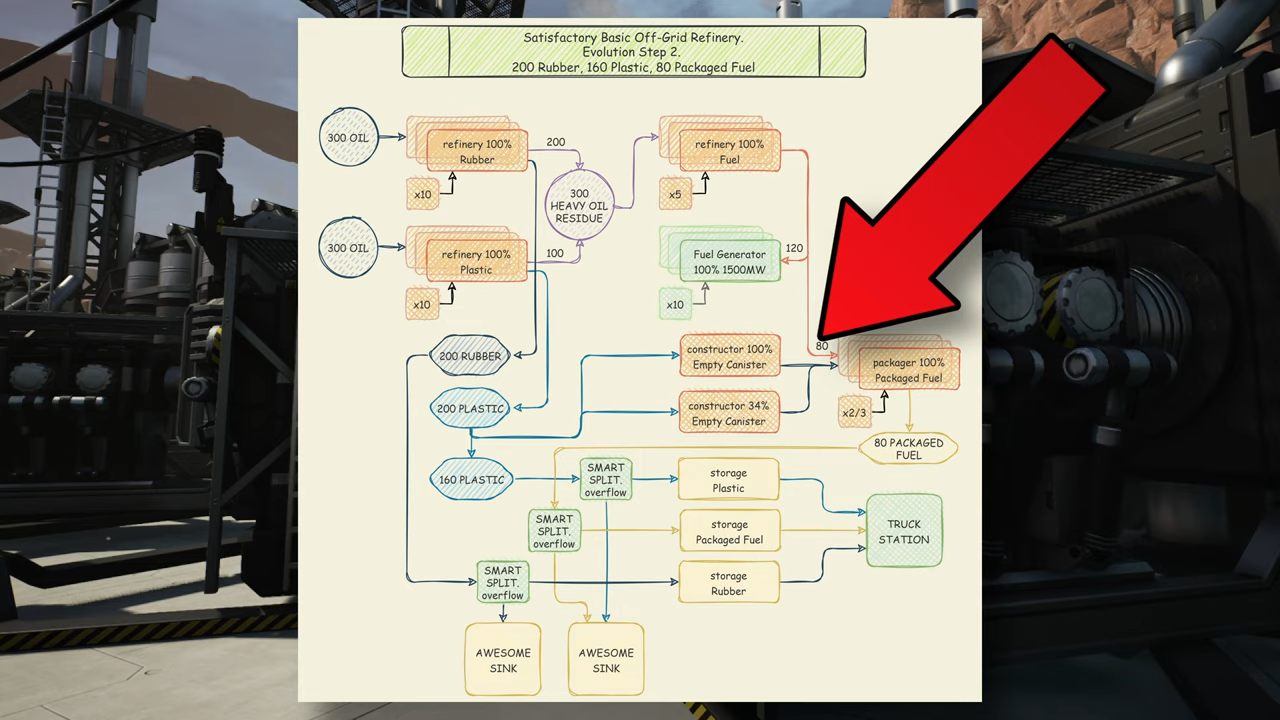 Satisfactory Basic Off-Grid Refinery.
Evolution Step 2.
200 Rubber, 160 Plastic, 80 Packaged Fuel
300 OIL
refinery 100%
Rubber
x10
200
300
HEAVY OIL
RESIDUE
refinery 100%
Fuel
x5
300 OIL
refinery 100%
Plastic
x10
100
Fuel Generator
100% 1500MW
x10
120
80
200 RUBBER
constructor 100%
Empty Canister
packager 100%
Packaged Fuel
x2/3
200 PLASTIC
constructor 34%
Empty Canister
80 PACKAGED
FUEL
160 PLASTIC
SMART
SPLIT.
overflow
storage
Plastic
SMART
SPLIT.
overflow
storage
Packaged Fuel
TRUCK
STATION
SMART
SPLIT.
overflow
storage
Rubber
AWESOME
SINK
AWESOME
SINK